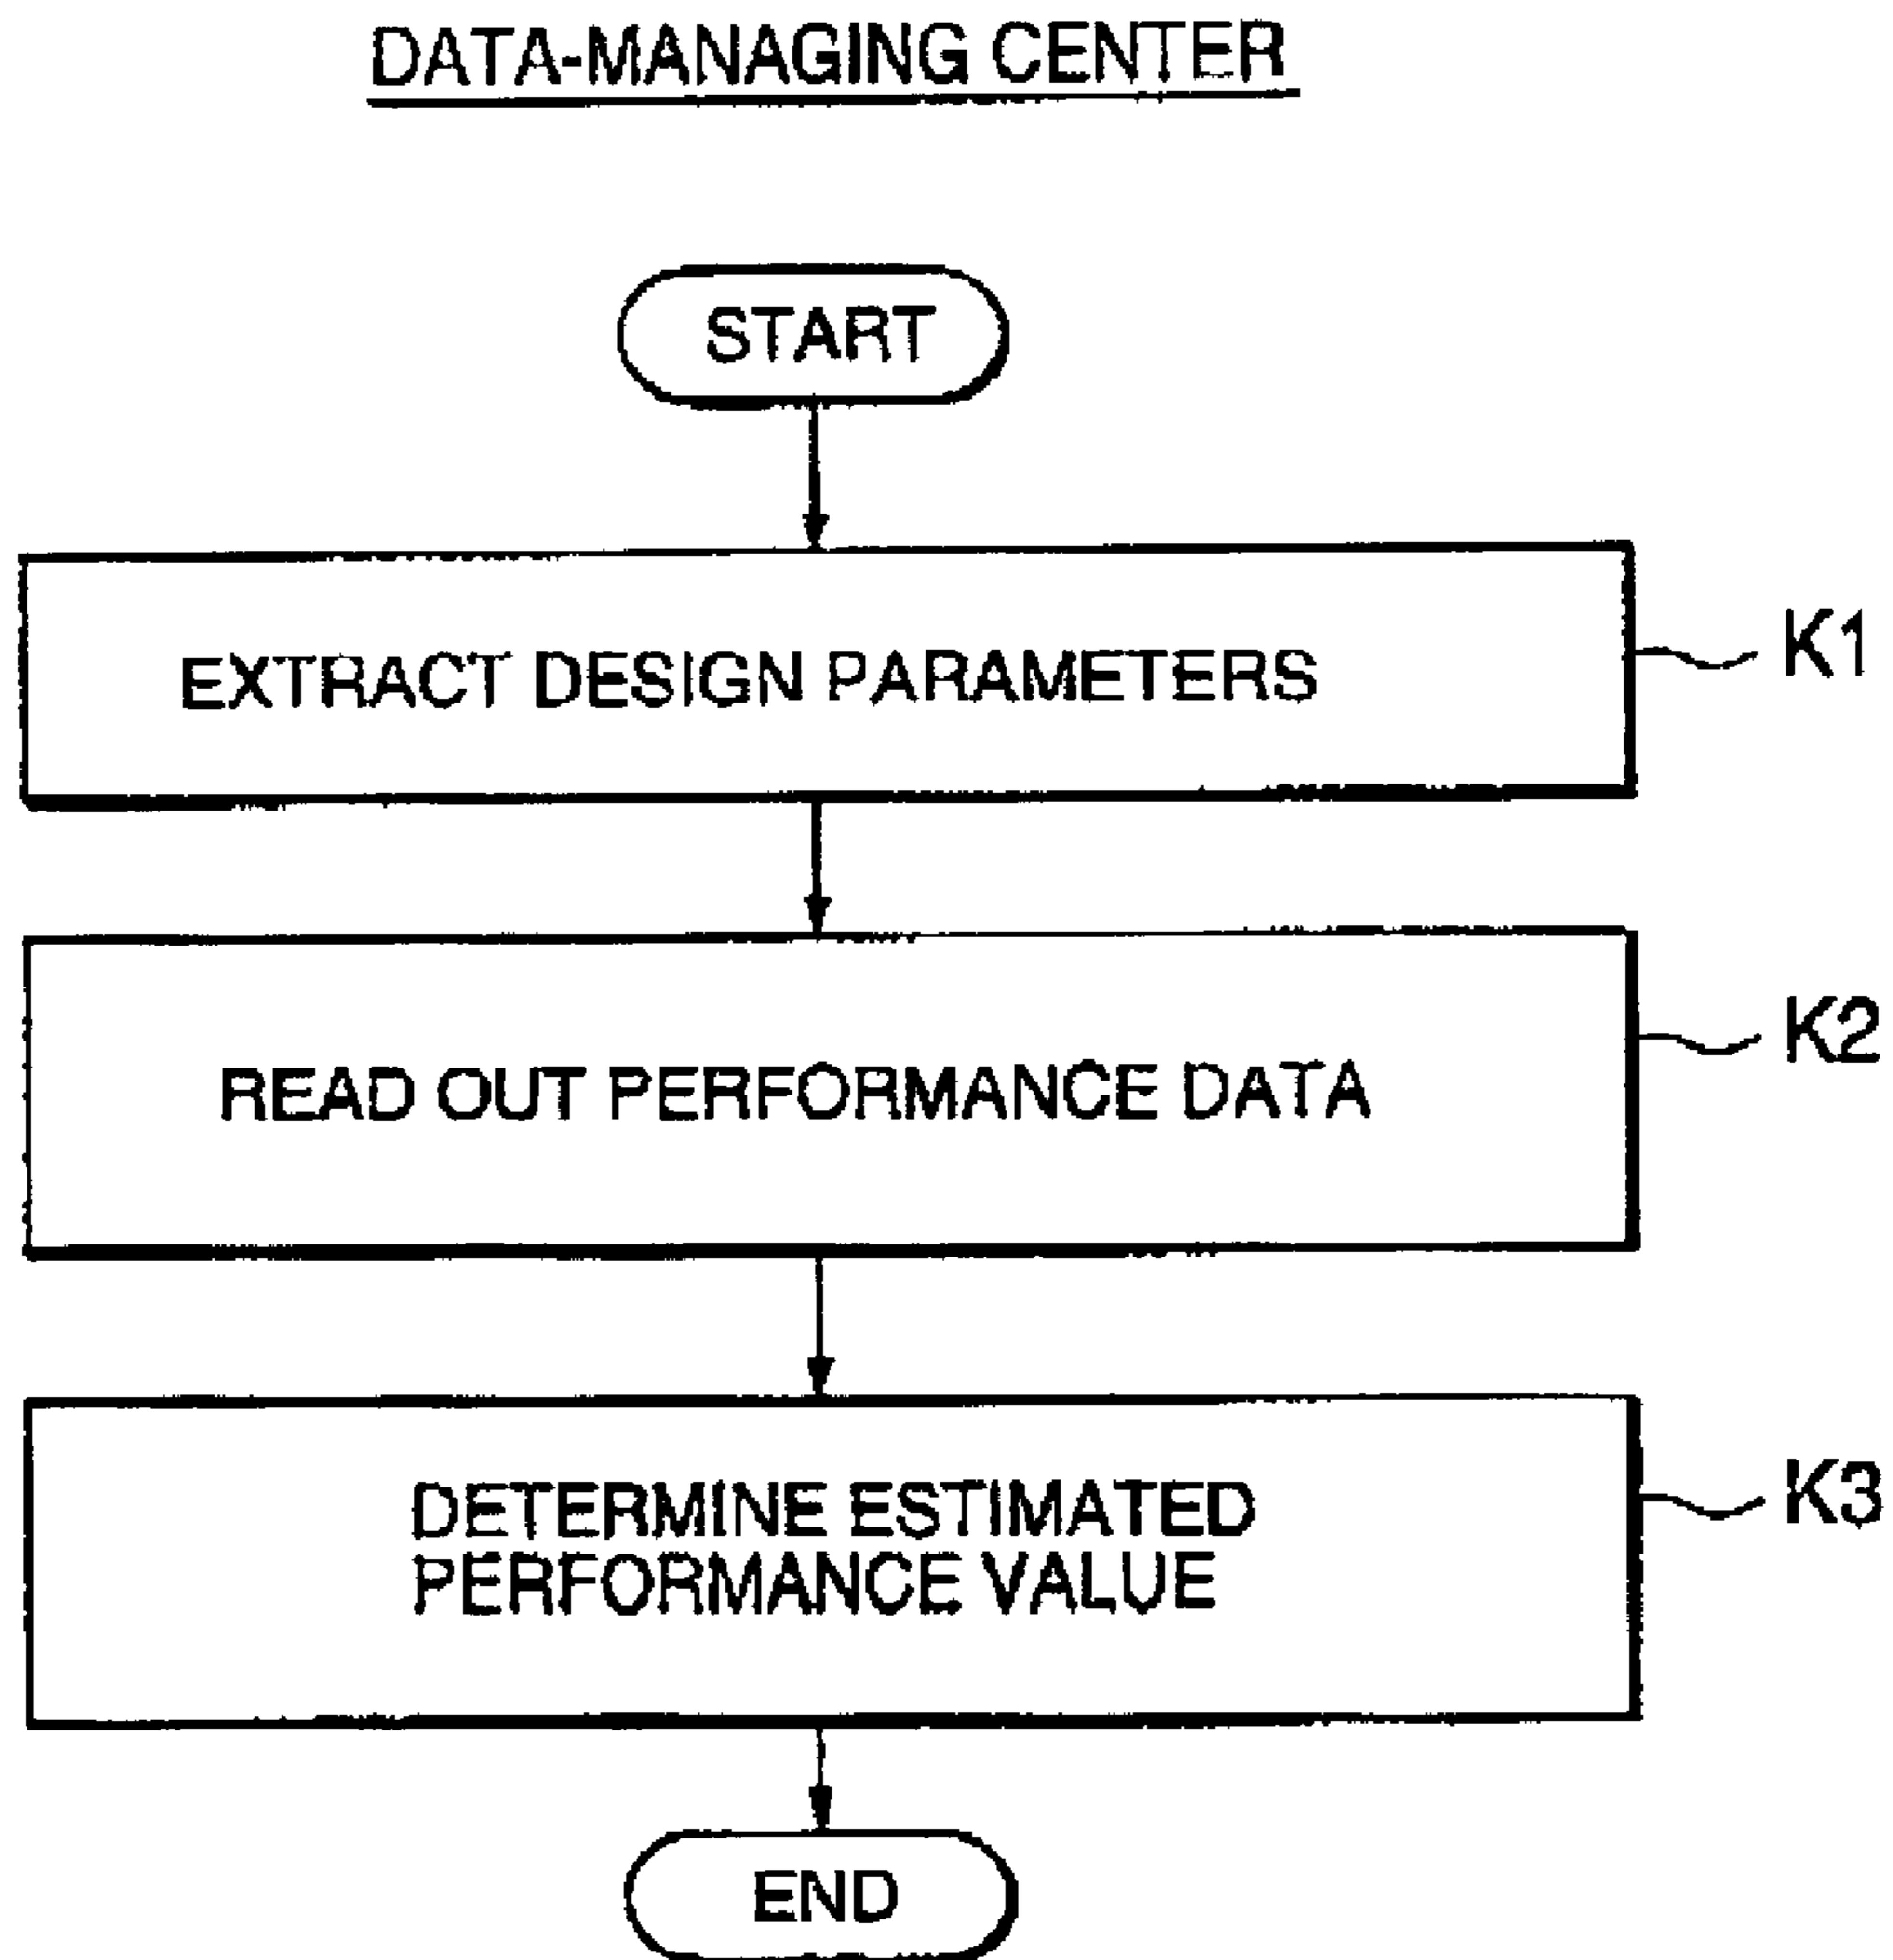 DATA-MANAGING CENTER
START
EXTRACT DESIGN PARAMETERS
K1
READ OUT PERFORMANCE DATA
K2
DETERMINE ESTIMATED
PERFORMANCE VALUE
K3
END